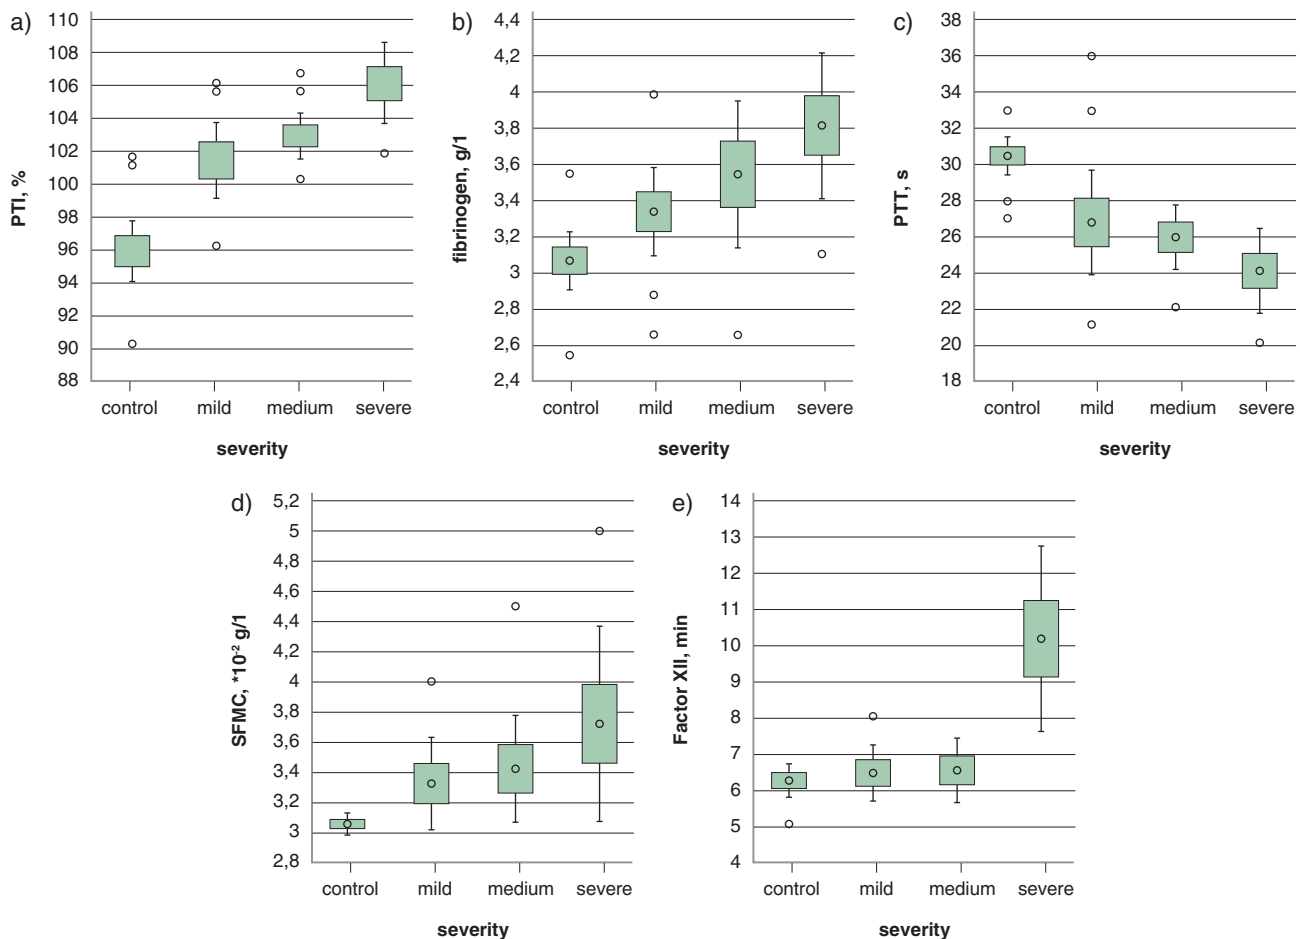 a)
PTI, %
110
108
106
104
102
100
98
96
94
92
90
88
control mild medium severe
severity
b)
fibrinogen, g/1
4,4
4,2
4
3,8
3,6
3,4
3,2
3
2,8
2,6
2,4
control mild medium severe
severity
c)
PTT, s
38
36
34
32
30
28
26
24
22
20
18
control mild medium severe
severity
d)
SFMC, *10⁻² g/1
5,2
5
4,8
4,6
4,4
4,2
4
3,8
3,6
3,4
3,2
3
2,8
control mild medium severe
severity
e)
Factor XII, min
14
13
12
11
10
9
8
7
6
5
4
control mild medium severe
severity